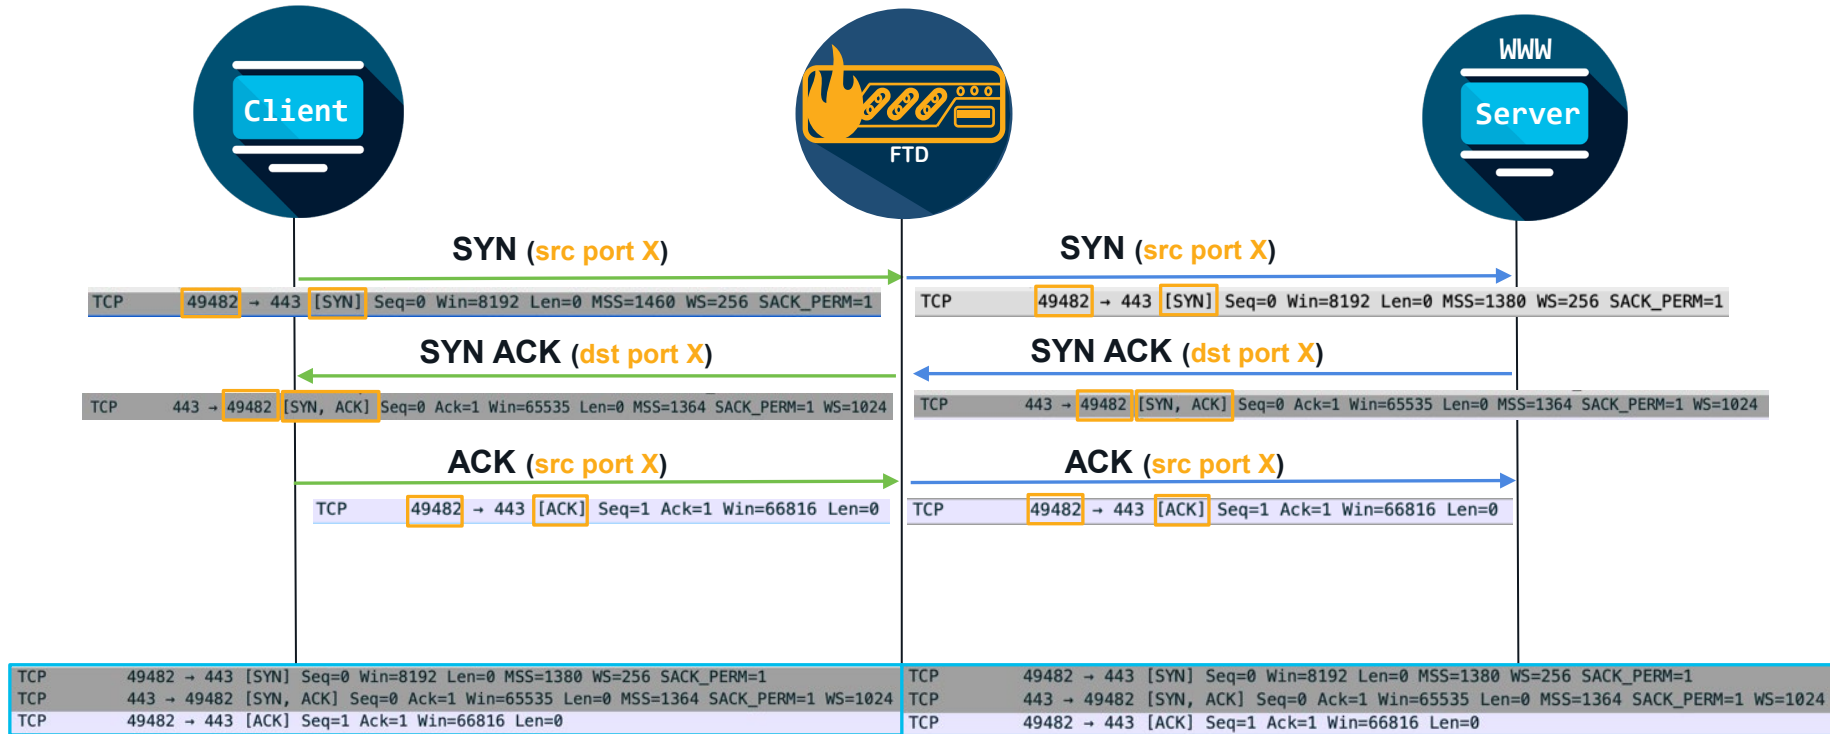 Client
FTD
WWW
Server
SYN (src port X)
SYN (src port X)
TCP 49482 → 443 [SYN] Seq=0 Win=8192 Len=0 MSS=1460 WS=256 SACK_PERM=1
TCP 49482 → 443 [SYN] Seq=0 Win=8192 Len=0 MSS=1380 WS=256 SACK_PERM=1
SYN ACK (dst port X)
SYN ACK (dst port X)
TCP 443 → 49482 [SYN, ACK] Seq=0 Ack=1 Win=65535 Len=0 MSS=1364 SACK_PERM=1 WS=1024
TCP 443 → 49482 [SYN, ACK] Seq=0 Ack=1 Win=65535 Len=0 MSS=1364 SACK_PERM=1 WS=1024
ACK (src port X)
ACK (src port X)
TCP 49482 → 443 [ACK] Seq=1 Ack=1 Win=66816 Len=0
TCP 49482 → 443 [ACK] Seq=1 Ack=1 Win=66816 Len=0
TCP 49482 → 443 [SYN] Seq=0 Win=8192 Len=0 MSS=1380 WS=256 SACK_PERM=1
TCP 443 → 49482 [SYN, ACK] Seq=0 Ack=1 Win=65535 Len=0 MSS=1364 SACK_PERM=1 WS=1024
TCP 49482 → 443 [ACK] Seq=1 Ack=1 Win=66816 Len=0
TCP 49482 → 443 [SYN] Seq=0 Win=8192 Len=0 MSS=1380 WS=256 SACK_PERM=1
TCP 443 → 49482 [SYN, ACK] Seq=0 Ack=1 Win=65535 Len=0 MSS=1364 SACK_PERM=1 WS=1024
TCP 49482 → 443 [ACK] Seq=1 Ack=1 Win=66816 Len=0